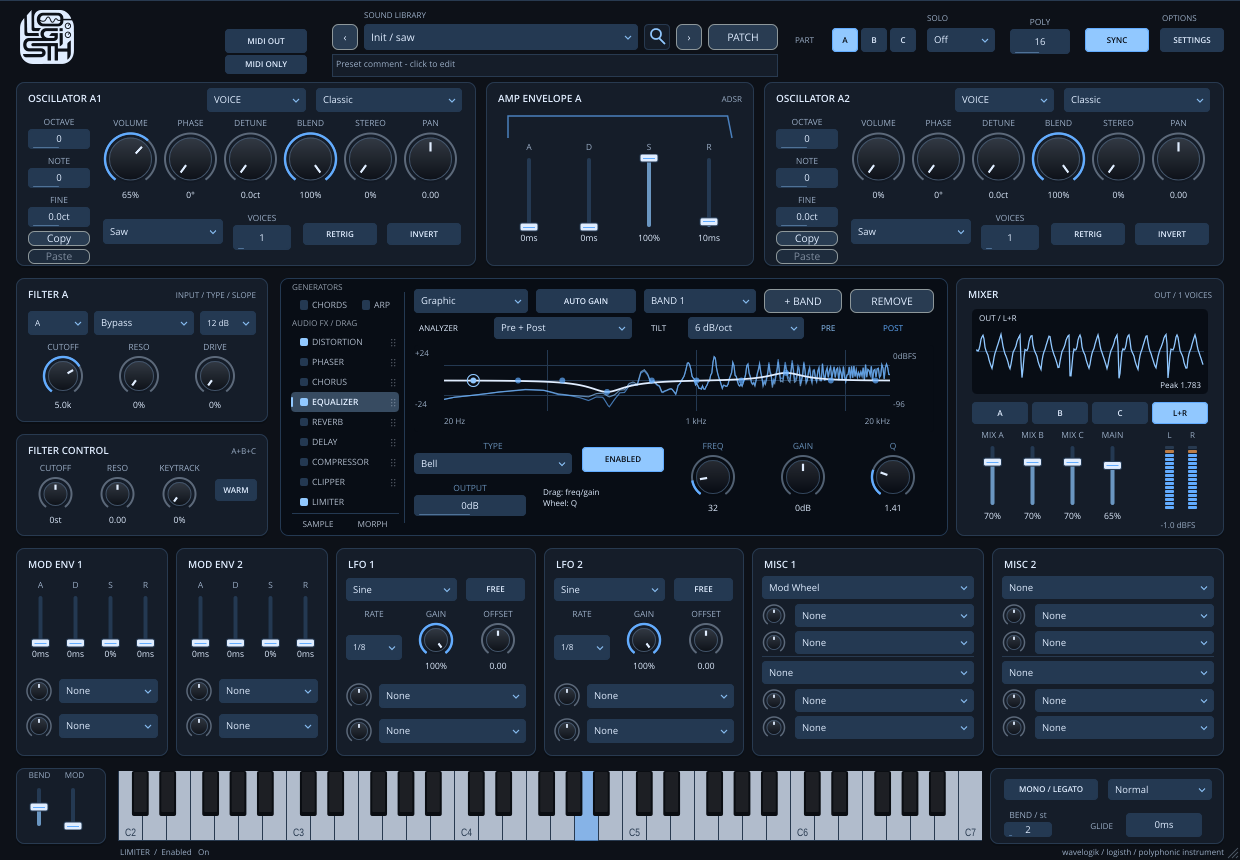 LOGISTH
MIDI OUT
MIDI ONLY
SOUND LIBRARY
‹ Init / saw › PATCH
Preset comment - click to edit
PART A B C
SOLO
Off
POLY
16
SYNC
OPTIONS
SETTINGS
OSCILLATOR A1 VOICE Classic
OCTAVE VOLUME PHASE DETUNE BLEND STEREO PAN
0
NOTE
0
65% 0° 0.0ct 100% 0% 0.00
FINE
0.0ct
Copy
Paste
Saw
VOICES
1
RETRIG INVERT
AMP ENVELOPE A ADSR
A D S R
0ms 0ms 100% 10ms
OSCILLATOR A2 VOICE Classic
OCTAVE VOLUME PHASE DETUNE BLEND STEREO PAN
0
NOTE
0
0% 0° 0.0ct 100% 0% 0.00
FINE
0.0ct
Copy
Paste
Saw
VOICES
1
RETRIG INVERT
FILTER A INPUT / TYPE / SLOPE
A Bypass 12 dB
CUTOFF RESO DRIVE
5.0k 0% 0%
FILTER CONTROL A+B+C
CUTOFF RESO KEYTRACK
WARM
0st 0.00 0%
GENERATORS
CHORDS ARP
AUDIO FX / DRAG
DISTORTION
PHASER
CHORUS
EQUALIZER
REVERB
DELAY
COMPRESSOR
CLIPPER
LIMITER
SAMPLE MORPH
Graphic AUTO GAIN BAND 1 + BAND REMOVE
ANALYZER Pre + Post TILT 6 dB/oct PRE POST
+24 0dBFS
-24 -96
20 Hz 1 kHz 20 kHz
TYPE
Bell
ENABLED
OUTPUT
0dB
Drag: freq/gain
Wheel: Q
FREQ GAIN Q
32 0dB 1.41
MIXER OUT / 1 VOICES
OUT / L+R
Peak 1.783
A B C L+R
MIX A MIX B MIX C MAIN L R
70% 70% 70% 65%
-1.0 dBFS
MOD ENV 1
A D S R
0ms 0ms 0% 0ms
None
None
MOD ENV 2
A D S R
0ms 0ms 0% 0ms
None
None
LFO 1
Sine FREE
RATE GAIN OFFSET
1/8
100% 0.00
None
None
LFO 2
Sine FREE
RATE GAIN OFFSET
1/8
100% 0.00
None
None
MISC 1
Mod Wheel
None
None
None
None
None
MISC 2
None
None
None
None
None
None
BEND MOD
C2 C3 C4 C5 C6 C7
MONO / LEGATO Normal
BEND / st
2
GLIDE 0ms
LIMITER / Enabled On
wavelogik / logisth / polyphonic instrument